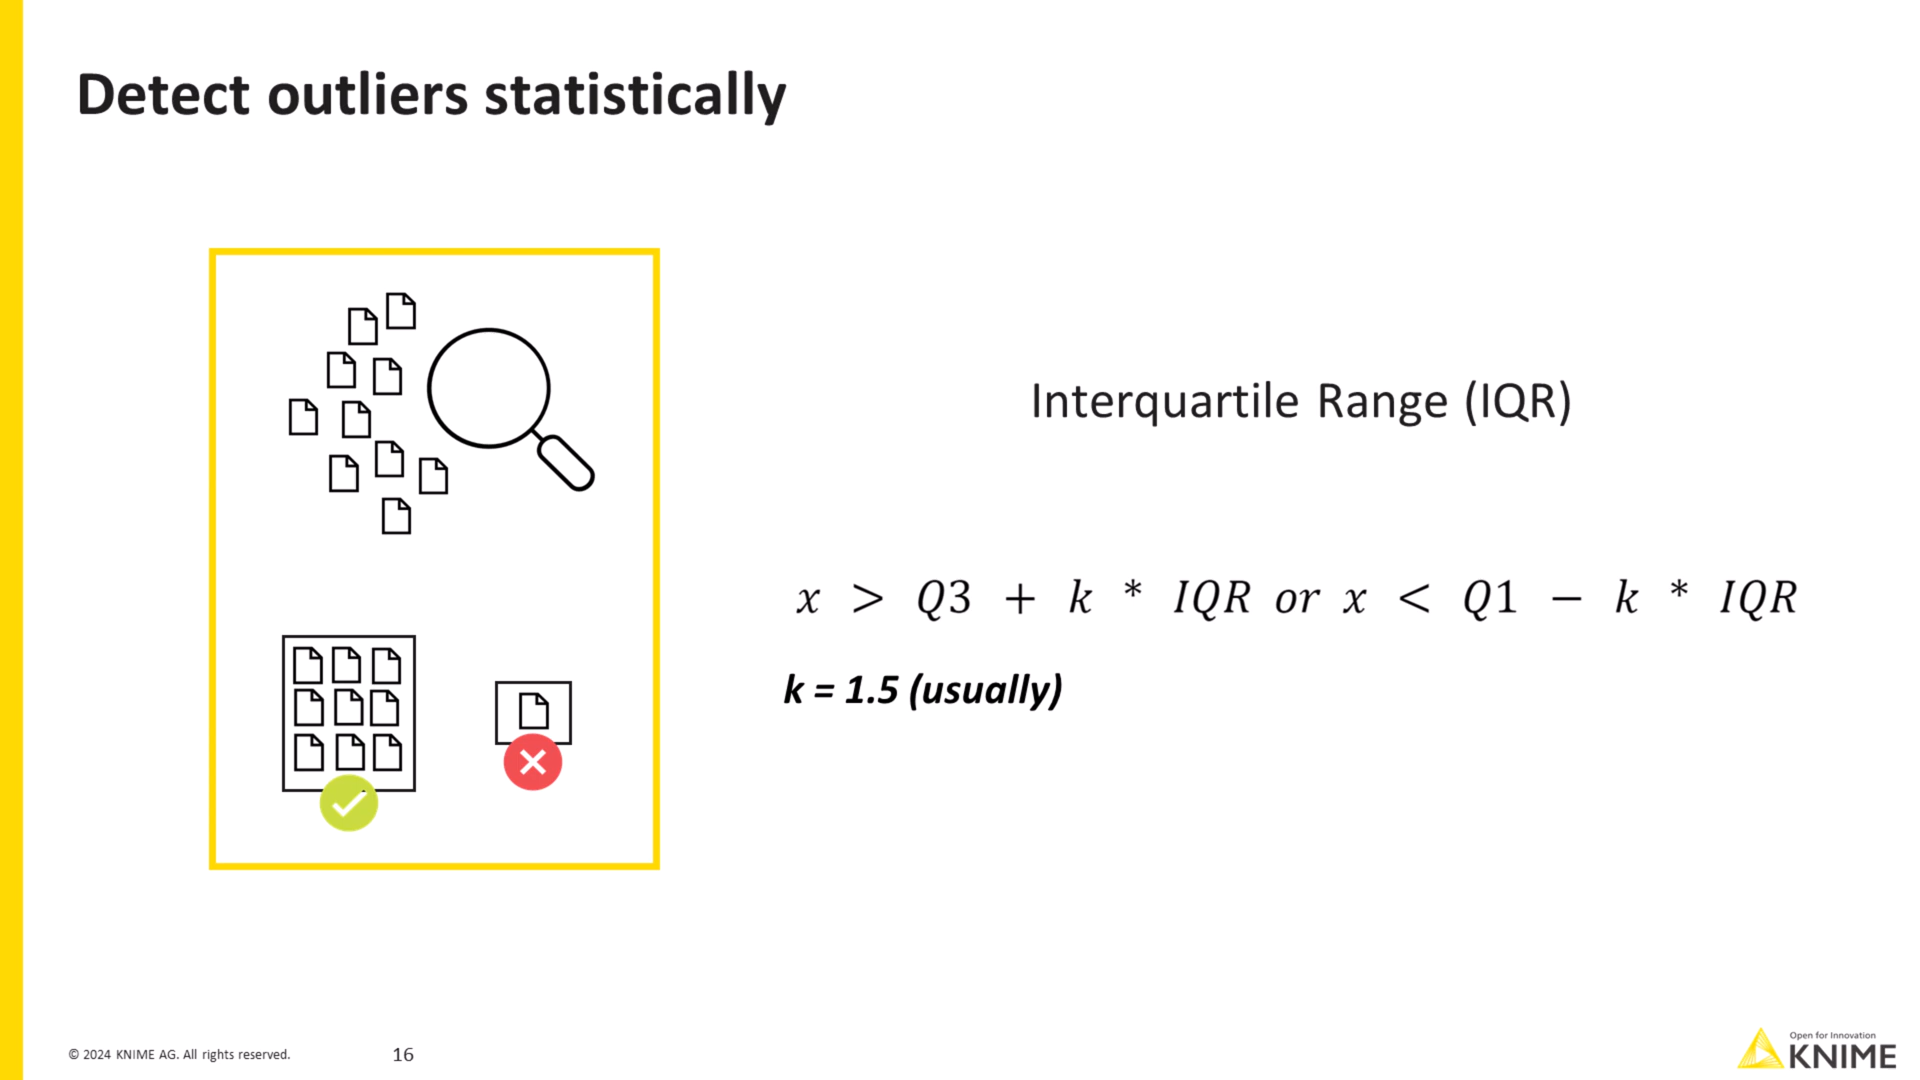 Detect outliers statistically
Interquartile Range (IQR)
x > Q3 + k * IQR or x < Q1 − k * IQR
k = 1.5 (usually)
© 2024 KNIME AG. All rights reserved.
16
Open for Innovation
KNIME